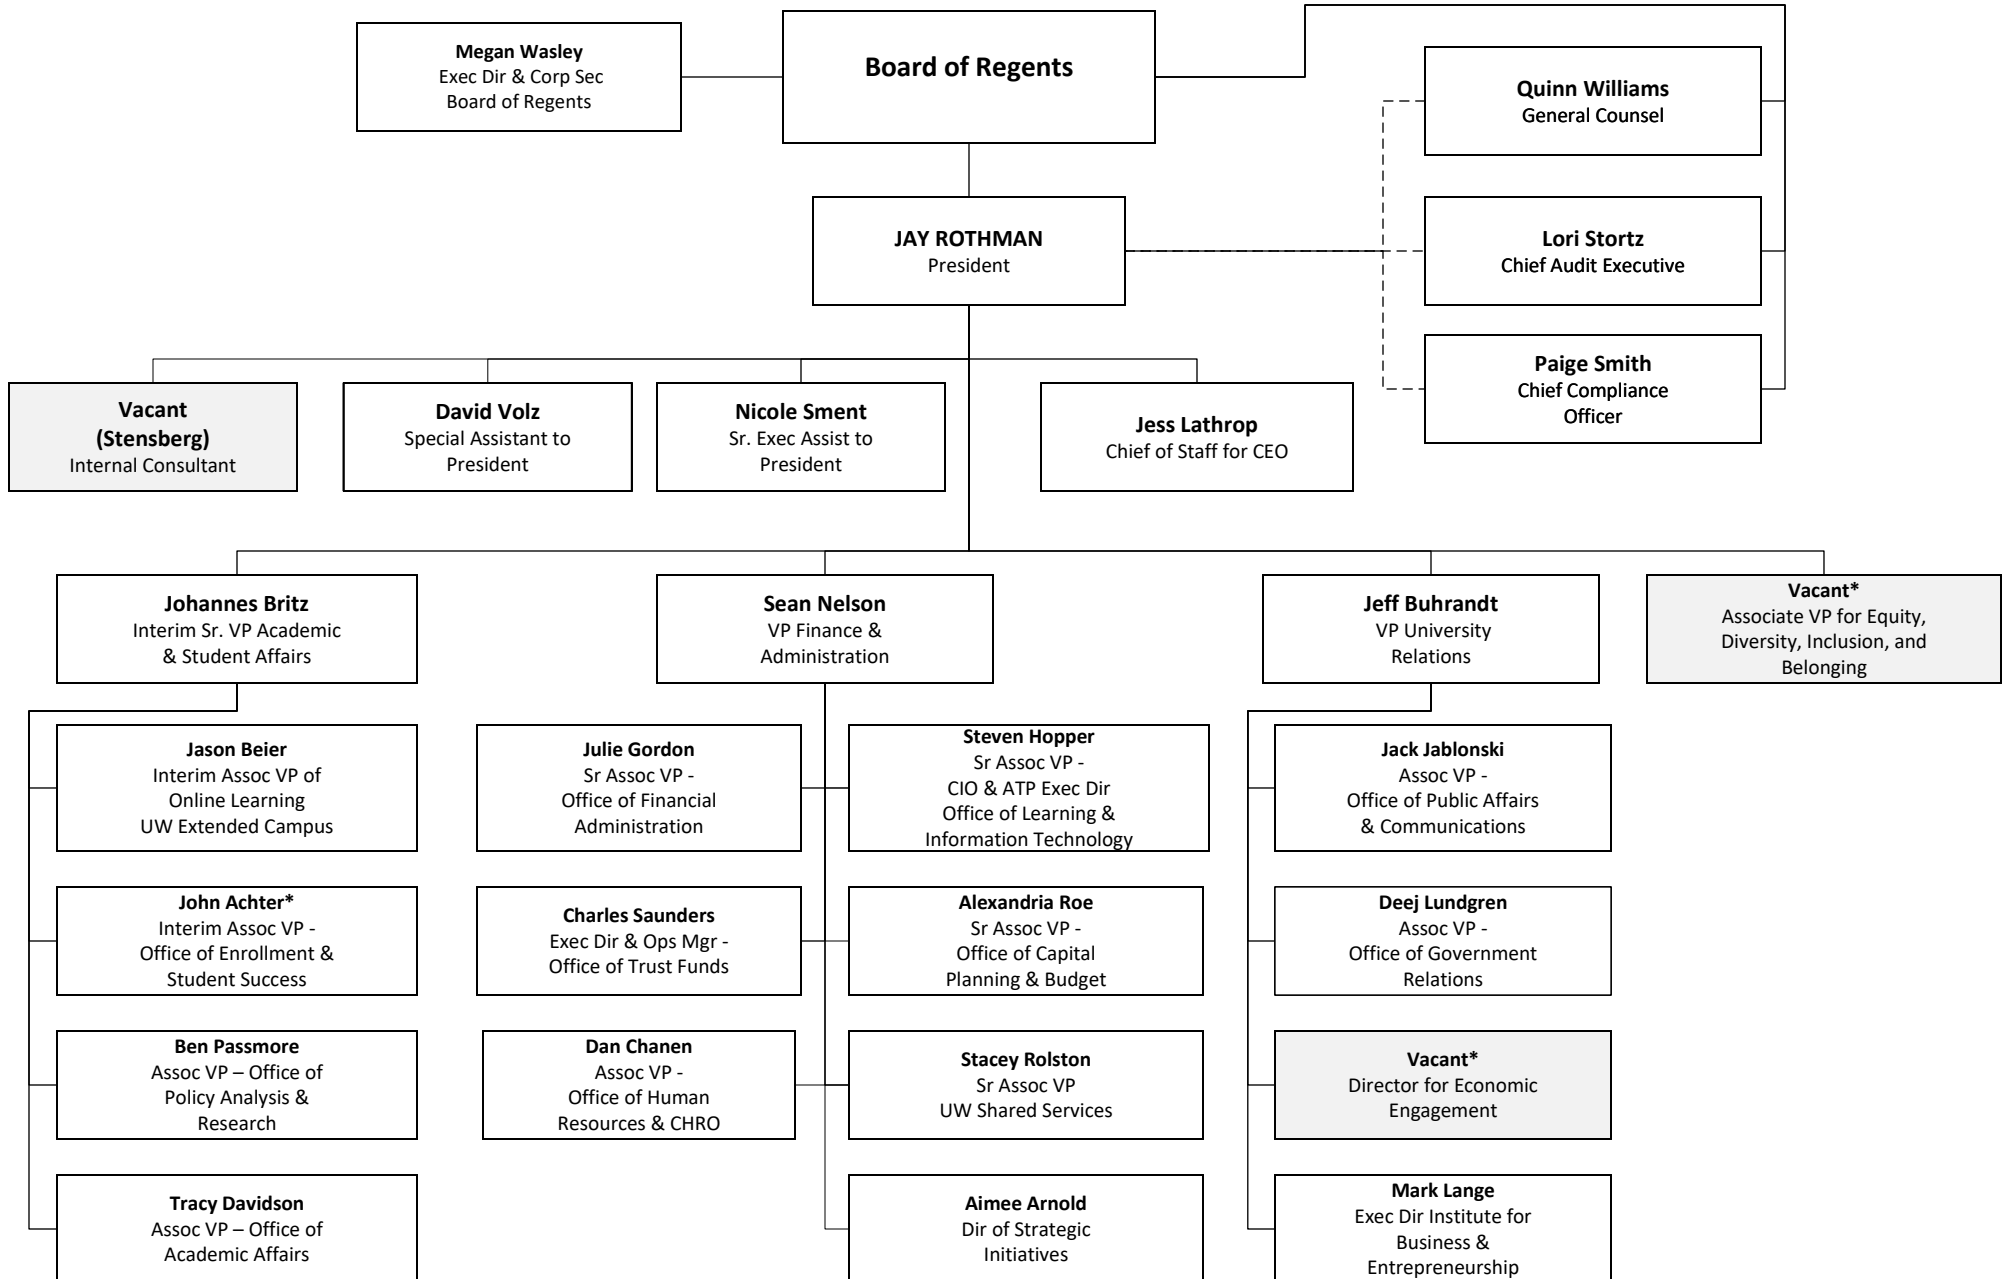 Megan Wasley
Exec Dir & Corp Sec
Board of Regents
Board of Regents
Quinn Williams
General Counsel
JAY ROTHMAN
President
Lori Stortz
Chief Audit Executive
Paige Smith
Chief Compliance
Officer
Vacant
(Stensberg)
Internal Consultant
David Volz
Special Assistant to
President
Nicole Sment
Sr. Exec Assist to
President
Jess Lathrop
Chief of Staff for CEO
Johannes Britz
Interim Sr. VP Academic
& Student Affairs
Sean Nelson
VP Finance &
Administration
Jeff Buhrandt
VP University
Relations
Vacant*
Associate VP for Equity,
Diversity, Inclusion, and
Belonging
Jason Beier
Interim Assoc VP of
Online Learning
UW Extended Campus
Julie Gordon
Sr Assoc VP -
Office of Financial
Administration
Steven Hopper
Sr Assoc VP -
CIO & ATP Exec Dir
Office of Learning &
Information Technology
Jack Jablonski
Assoc VP -
Office of Public Affairs
& Communications
John Achter*
Interim Assoc VP -
Office of Enrollment &
Student Success
Charles Saunders
Exec Dir & Ops Mgr -
Office of Trust Funds
Alexandria Roe
Sr Assoc VP -
Office of Capital
Planning & Budget
Deej Lundgren
Assoc VP -
Office of Government
Relations
Ben Passmore
Assoc VP – Office of
Policy Analysis &
Research
Dan Chanen
Assoc VP -
Office of Human
Resources & CHRO
Stacey Rolston
Sr Assoc VP
UW Shared Services
Vacant*
Director for Economic
Engagement
Tracy Davidson
Assoc VP – Office of
Academic Affairs
Aimee Arnold
Dir of Strategic
Initiatives
Mark Lange
Exec Dir Institute for
Business &
Entrepreneurship